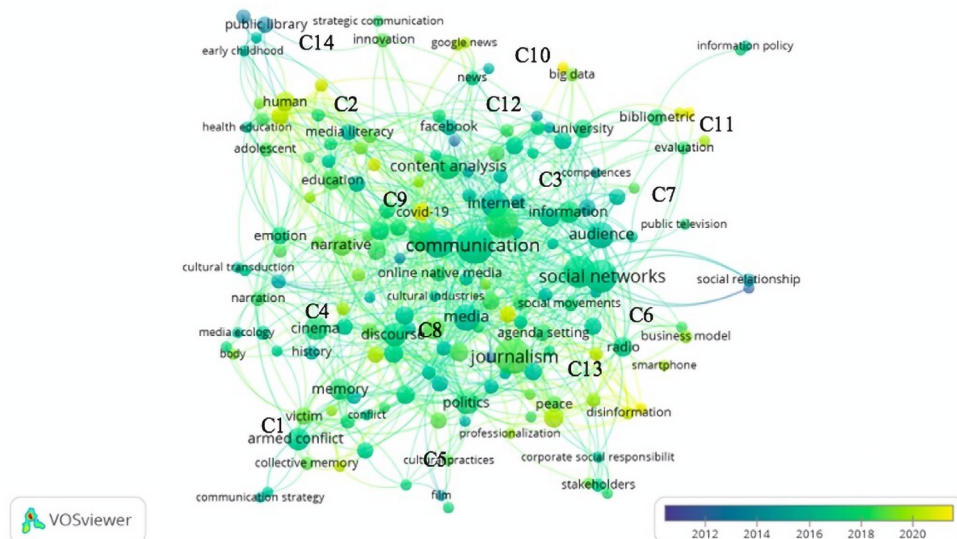 strategic communication
public library
C14
innovation
google news
early childhood
information policy
C10
news
big data
human
C2
C12
bibliometric
health education
media literacy
facebook
university
C11
adolescent
evaluation
content analysis
education
C3
competences
C9
internet
C7
covid-19
information
public television
emotion
narrative
communication
audience
cultural transduction
online native media
social networks
social relationship
narration
cultural industries
social movements
C4
C6
media
media ecology
cinema
discourse
C8
agenda setting
business model
body
history
journalism
radio
C13
smartphone
memory
politics
peace
disinformation
victim
conflict
C1
armed conflict
professionalization
collective memory
cultural practices
C5
corporate social responsibilit
communication strategy
film
stakeholders
VOSviewer
2012 2014 2016 2018 2020